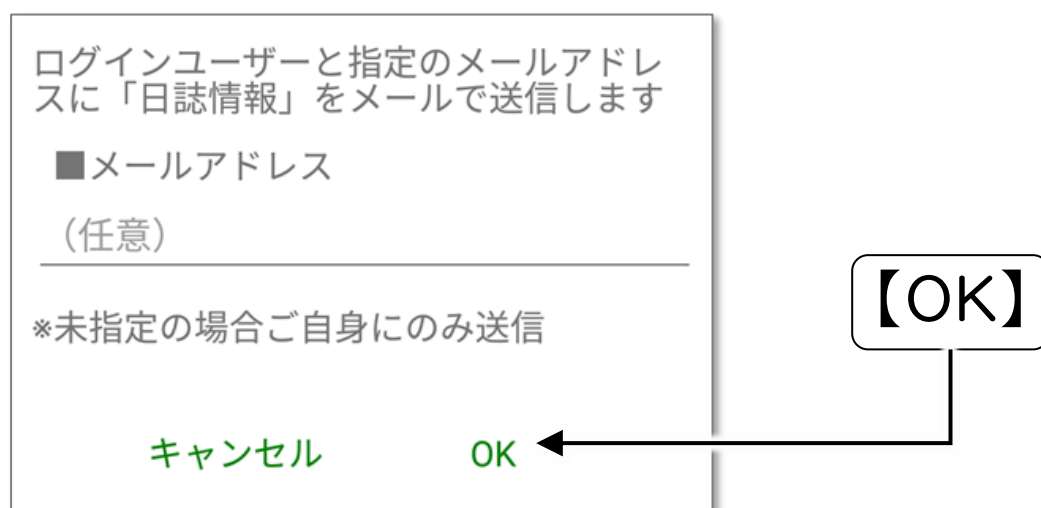 ログインユーザーと指定のメールアドレ
スに「日誌情報」をメールで送信します
■メールアドレス
（任意）
※未指定の場合ご自身にのみ送信
キャンセル OK
【OK】